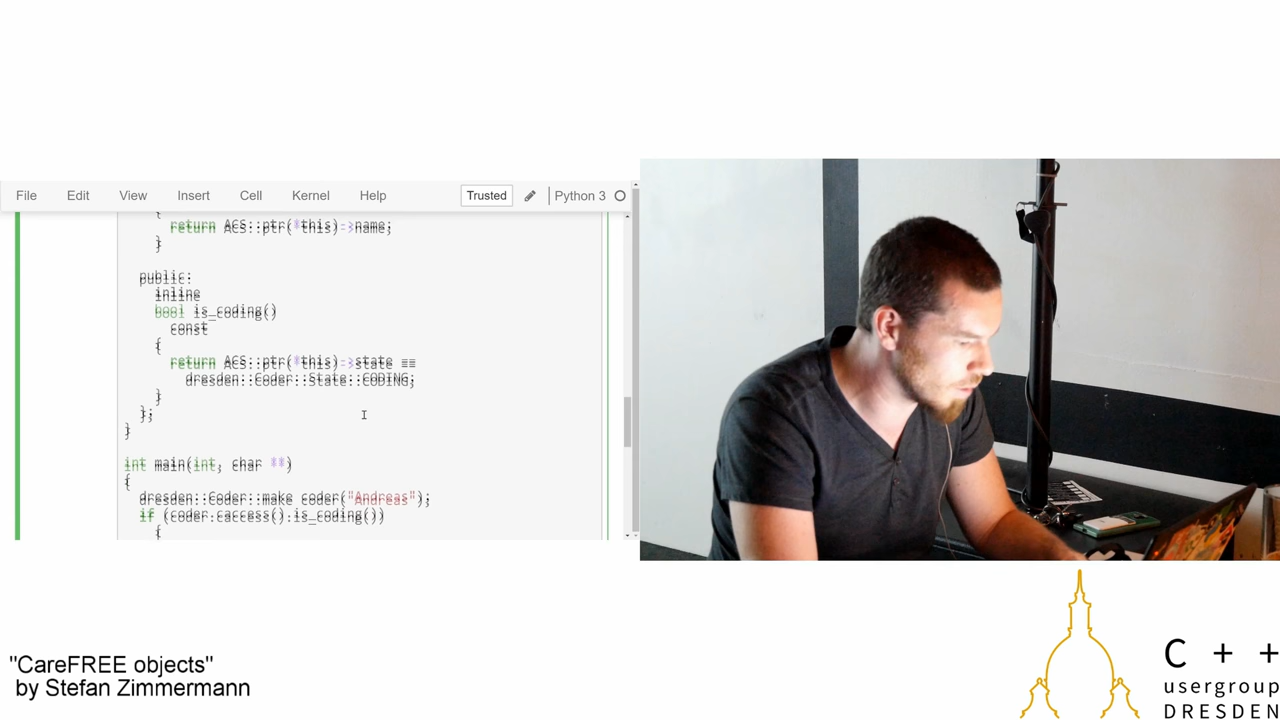 File Edit View Insert Cell Kernel Help Trusted Python 3
{
return ACS::ptr(*this)->name;
}
public:
inline
bool is_coding()
const
{
return ACS::ptr(*this)->state ==
dresden::Coder::State::CODING;
}
};
}
int main(int, char **)
{
dresden::Coder::make coder("Andreas");
if (coder.caccess().is_coding())
{
"CareFREE objects"
by Stefan Zimmermann
C + +
usergroup
DRESDEN